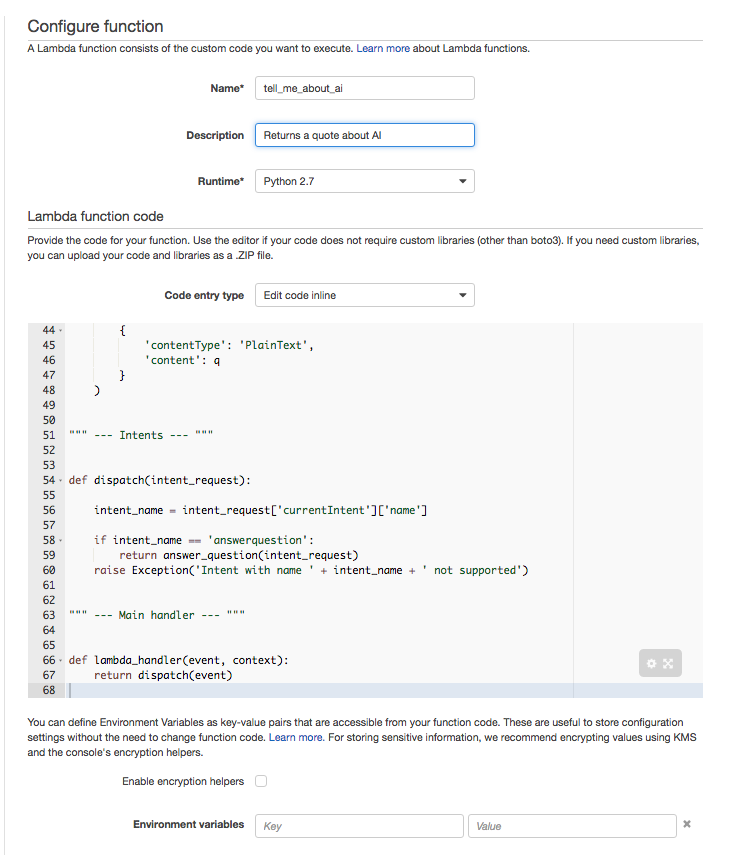 Configure function
A Lambda function consists of the custom code you want to execute. Learn more about Lambda functions.
Name* tell_me_about_ai
Description Returns a quote about AI
Runtime* Python 2.7
Lambda function code
Provide the code for your function. Use the editor if your code does not require custom libraries (other than boto3). If you need custom libraries,
you can upload your code and libraries as a .ZIP file.
Code entry type Edit code inline
44 {
45 'contentType': 'PlainText',
46 'content': q
47 }
48 )
49
50
51 """ --- Intents --- """
52
53
54 def dispatch(intent_request):
55
56 intent_name = intent_request['currentIntent']['name']
57
58 if intent_name == 'answerquestion':
59 return answer_question(intent_request)
60 raise Exception('Intent with name ' + intent_name + ' not supported')
61
62
63 """ --- Main handler --- """
64
65
66 def lambda_handler(event, context):
67 return dispatch(event)
68
You can define Environment Variables as key-value pairs that are accessible from your function code. These are useful to store configuration
settings without the need to change function code. Learn more. For storing sensitive information, we recommend encrypting values using KMS
and the console's encryption helpers.
Enable encryption helpers
Environment variables Key Value